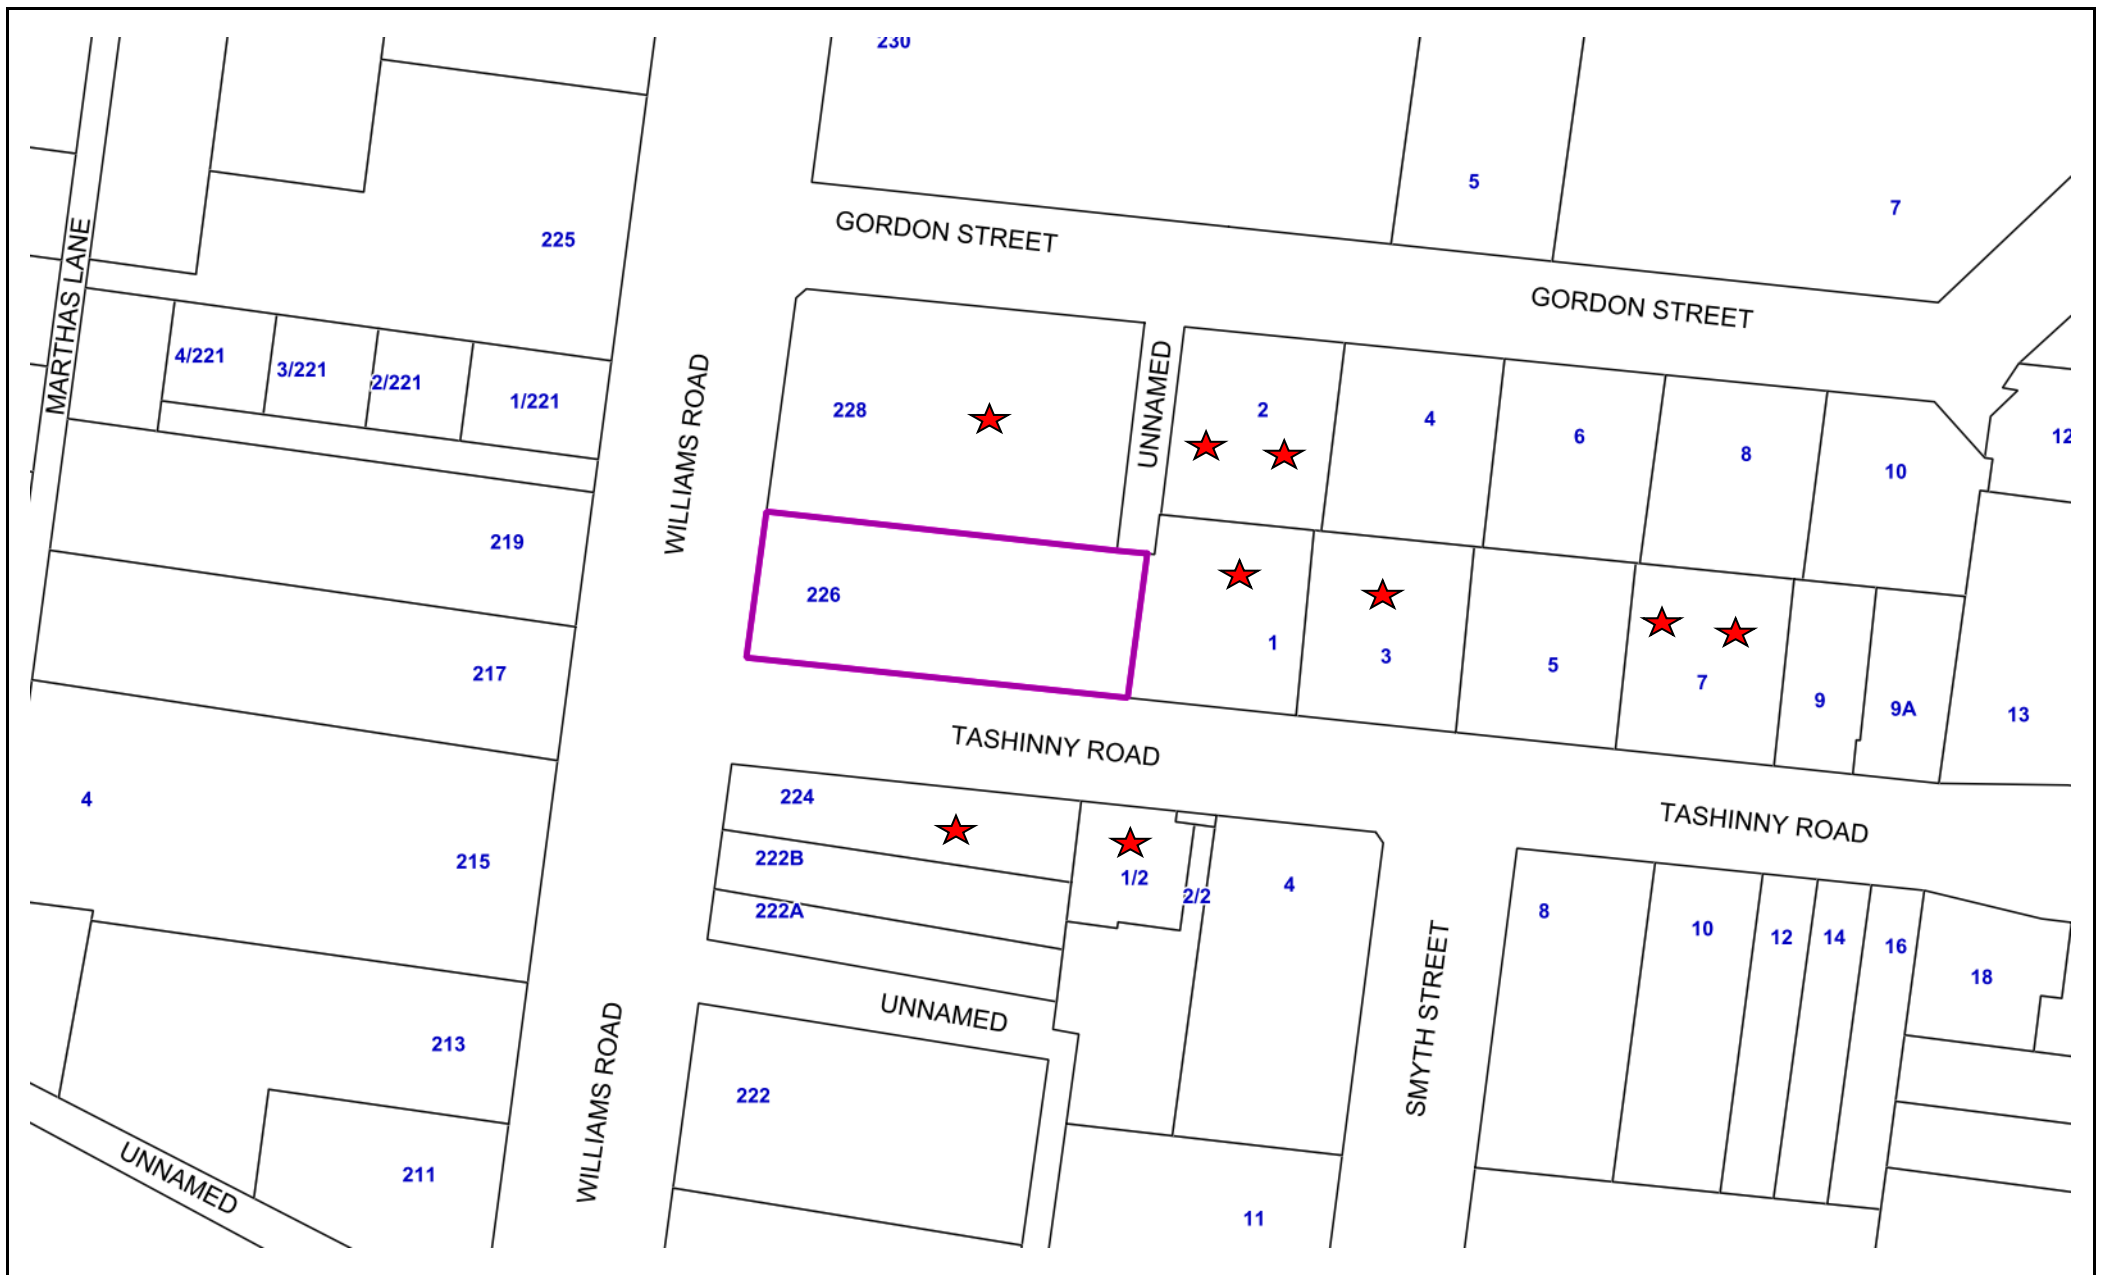 230
5
7
GORDON STREET
225
GORDON STREET
MARTHAS LANE
4/221
3/221
2/221
1/221
WILLIAMS ROAD
228
UNNAMED
2
4
6
8
10
12
219
226
1
3
5
7
9
9A
13
217
TASHINNY ROAD
4
215
224
222B
222A
1/2
2/2
4
TASHINNY ROAD
8
10
12
14
16
18
SMYTH STREET
213
WILLIAMS ROAD
UNNAMED
222
UNNAMED
211
11